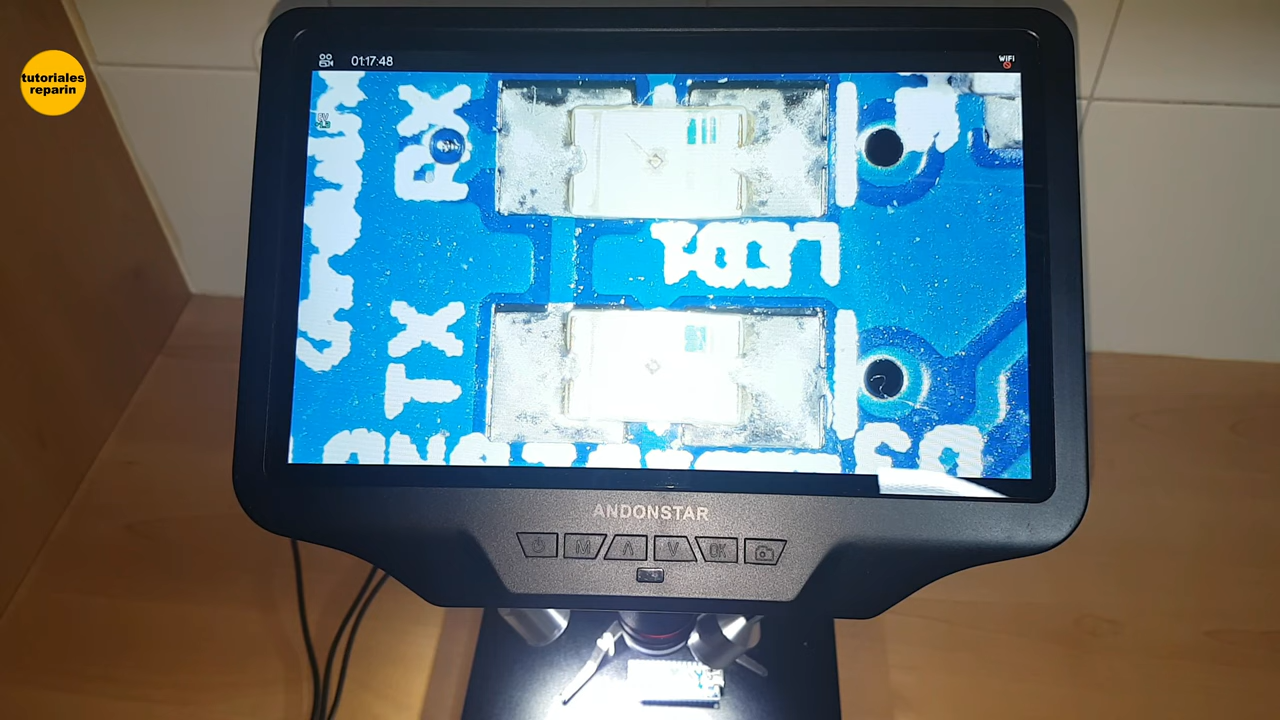 tutoriales
reparin
01:17:48
WiFi
RX
LED1
TX
ANDONSTAR
M
OK